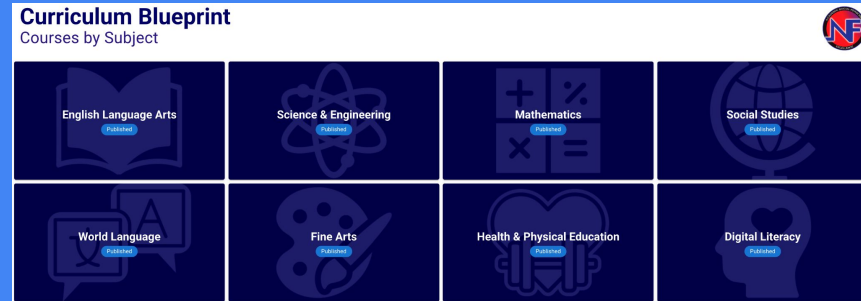 Curriculum Blueprint
Courses by Subject
NF
English Language Arts
Published
Science & Engineering
Published
Mathematics
Published
Social Studies
Published
World Language
Published
Fine Arts
Published
Health & Physical Education
Published
Digital Literacy
Published
A